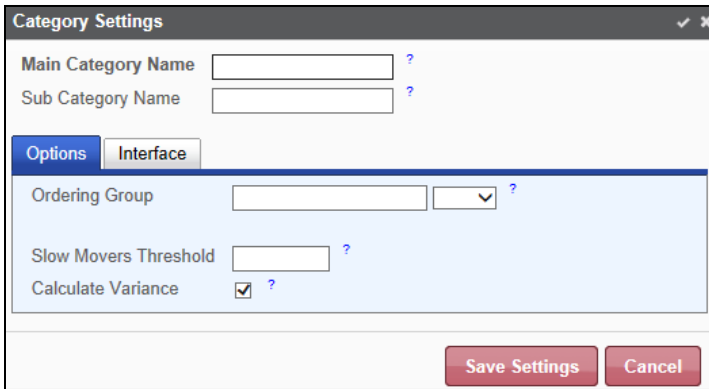 Category Settings
Main Category Name ?
Sub Category Name ?
Options Interface
Ordering Group ?
Slow Movers Threshold ?
Calculate Variance ?
Save Settings Cancel